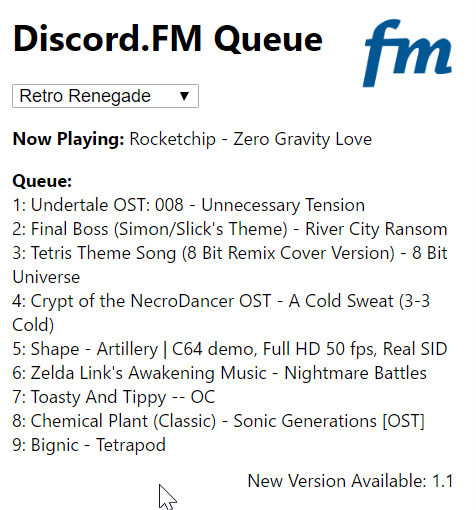 Discord.FM Queue
fm
Retro Renegade ▼
Now Playing: Rocketchip - Zero Gravity Love
Queue:
1: Undertale OST: 008 - Unnecessary Tension
2: Final Boss (Simon/Slick's Theme) - River City Ransom
3: Tetris Theme Song (8 Bit Remix Cover Version) - 8 Bit
Universe
4: Crypt of the NecroDancer OST - A Cold Sweat (3-3
Cold)
5: Shape - Artillery | C64 demo, Full HD 50 fps, Real SID
6: Zelda Link's Awakening Music - Nightmare Battles
7: Toasty And Tippy -- OC
8: Chemical Plant (Classic) - Sonic Generations [OST]
9: Bignic - Tetrapod
New Version Available: 1.1